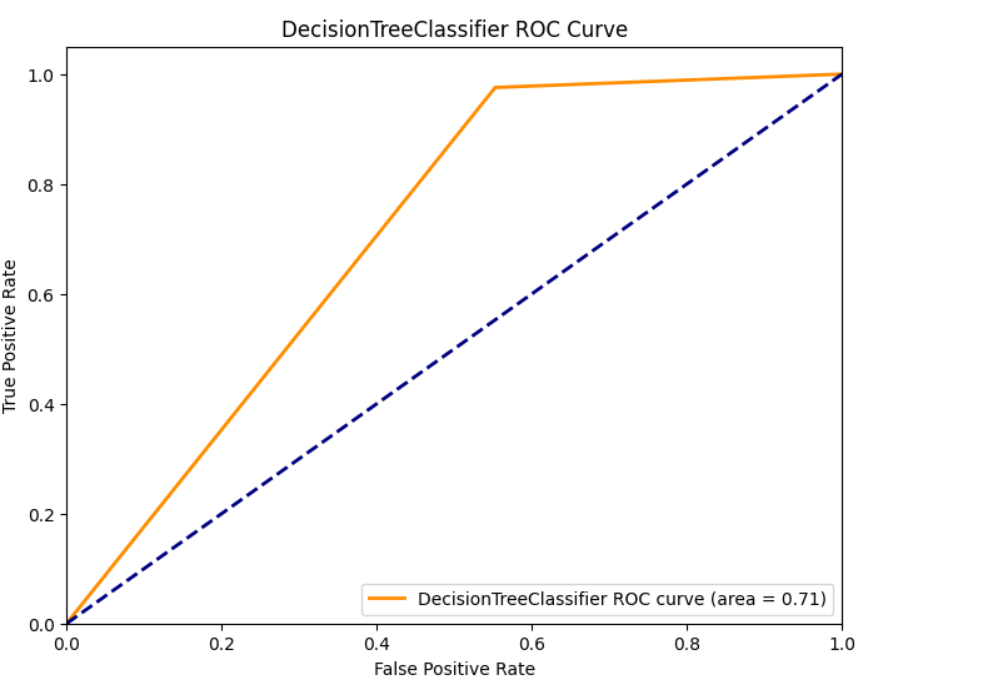 DecisionTreeClassifier ROC Curve
1.0
0.8
0.6
0.4
0.2
0.0
True Positive Rate
DecisionTreeClassifier ROC curve (area = 0.71)
0.0 0.2 0.4 0.6 0.8 1.0
False Positive Rate